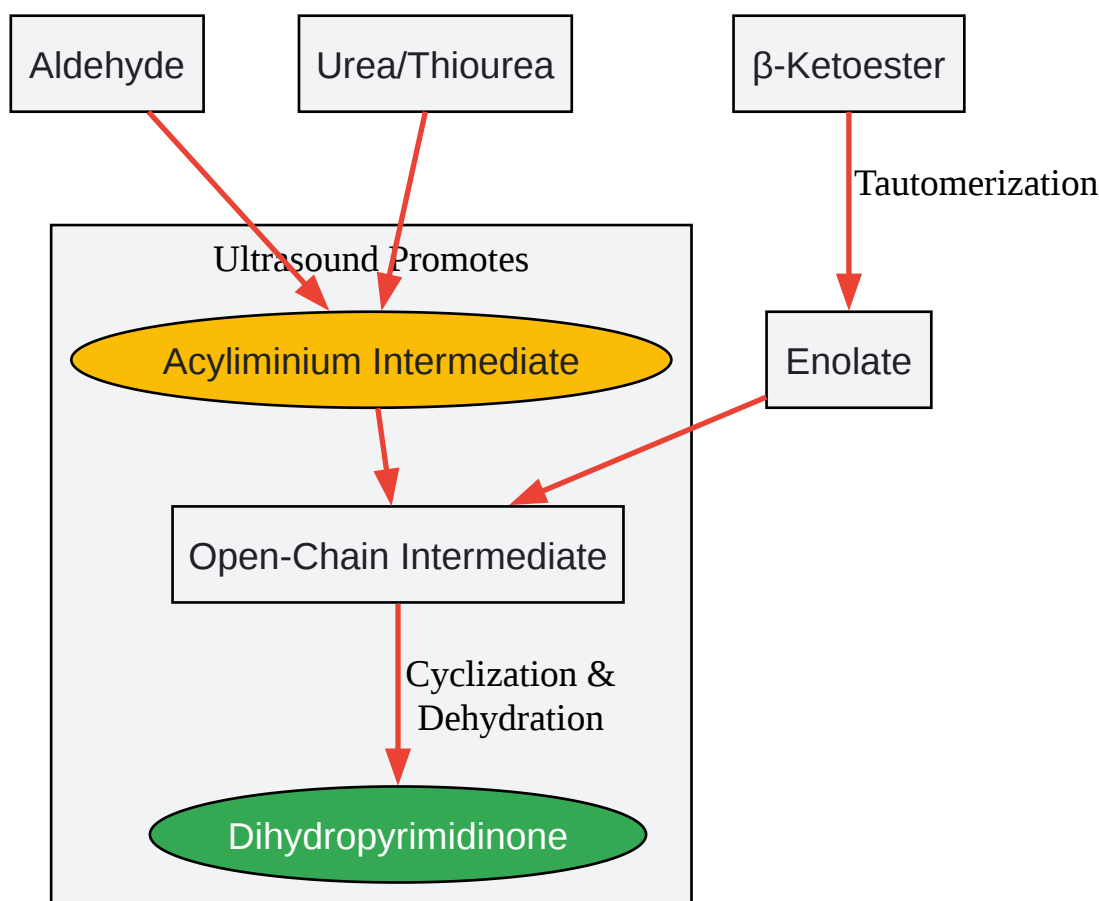 Aldehyde
Urea/Thiourea
β-Ketoester
Tautomerization
Ultrasound Promotes
Acyliminium Intermediate
Enolate
Open-Chain Intermediate
Cyclization &
Dehydration
Dihydropyrimidinone